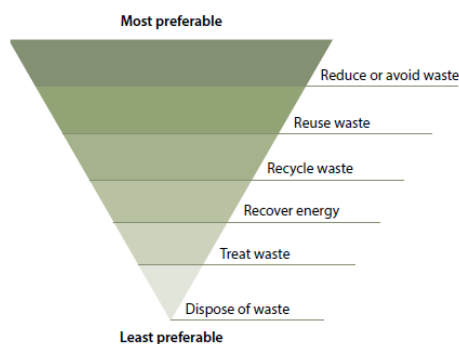 Most preferable
Reduce or avoid waste
Reuse waste
Recycle waste
Recover energy
Treat waste
Dispose of waste
Least preferable